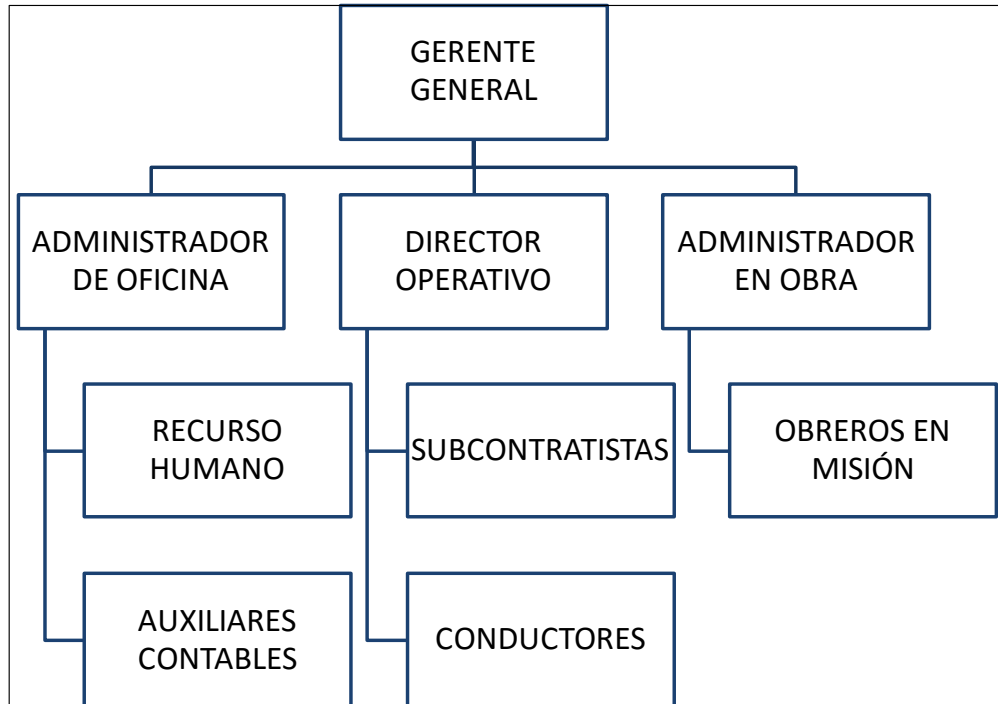 GERENTE
GENERAL
ADMINISTRADOR
DE OFICINA
DIRECTOR
OPERATIVO
ADMINISTRADOR
EN OBRA
RECURSO
HUMANO
SUBCONTRATISTAS
OBREROS EN
MISIÓN
AUXILIARES
CONTABLES
CONDUCTORES